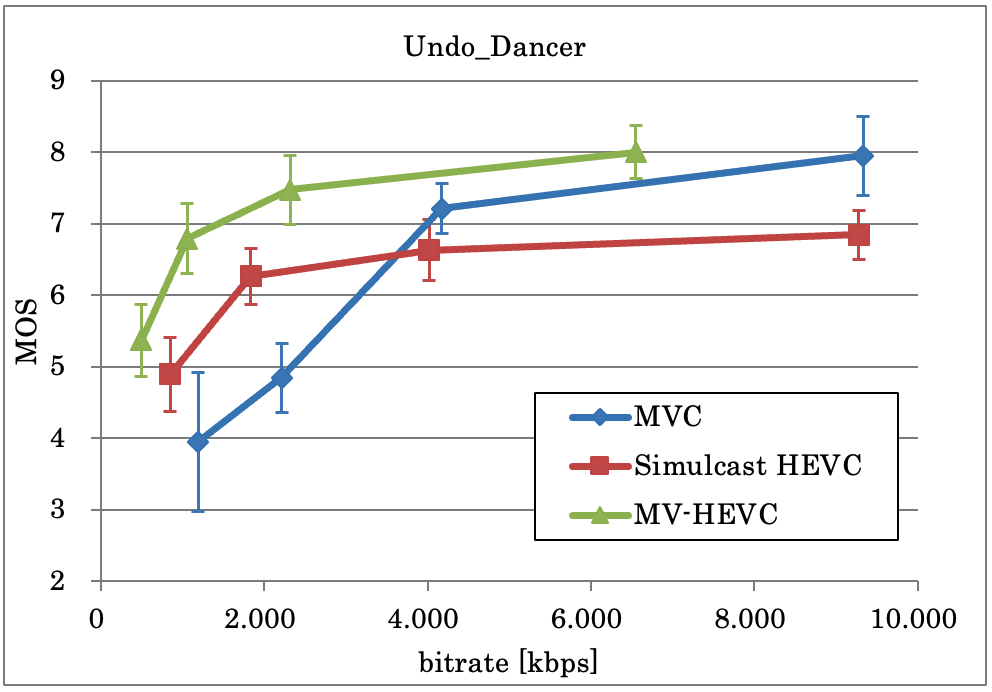 Undo_Dancer
9
8
7
6
5
4
3
2
MOS
MVC
Simulcast HEVC
MV-HEVC
0 2.000 4.000 6.000 8.000 10.000
bitrate [kbps]